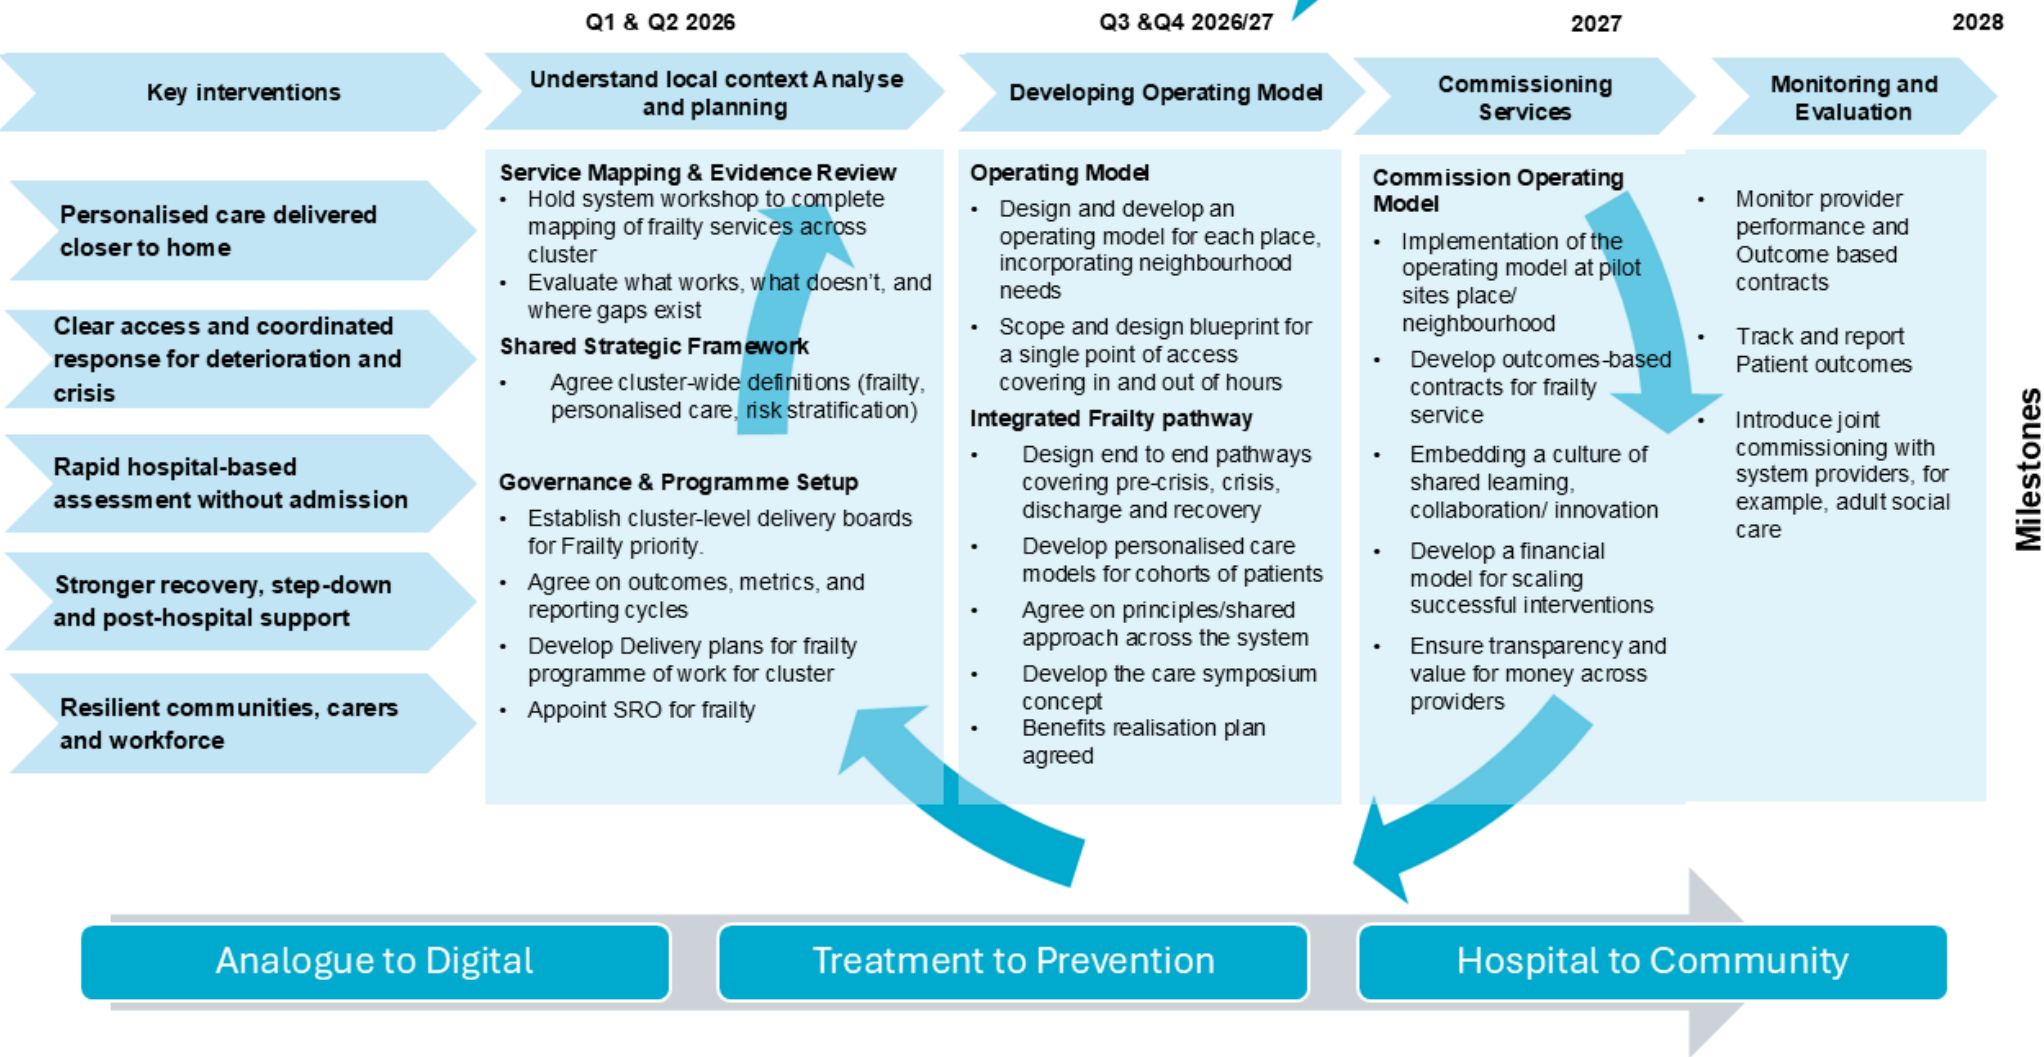 Q1 & Q2 2026
Q3 &Q4 2026/27
2027
2028
Key interventions
Understand local context Analyse
and planning
Developing Operating Model
Commissioning
Services
Monitoring and
Evaluation
Personalised care delivered
closer to home
Clear access and coordinated
response for deterioration and
crisis
Rapid hospital-based
assessment without admission
Stronger recovery, step-down
and post-hospital support
Resilient communities, carers
and workforce
Service Mapping & Evidence Review
• Hold system workshop to complete
mapping of frailty services across
cluster
• Evaluate what works, what doesn't, and
where gaps exist
Shared Strategic Framework
• Agree cluster-wide definitions (frailty,
personalised care, risk stratification)
Governance & Programme Setup
• Establish cluster-level delivery boards
for Frailty priority.
• Agree on outcomes, metrics, and
reporting cycles
• Develop Delivery plans for frailty
programme of work for cluster
• Appoint SRO for frailty
Operating Model
• Design and develop an
operating model for each place,
incorporating neighbourhood
needs
• Scope and design blueprint for
a single point of access
covering in and out of hours
Integrated Frailty pathway
• Design end to end pathways
covering pre-crisis, crisis,
discharge and recovery
• Develop personalised care
models for cohorts of patients
• Agree on principles/shared
approach across the system
• Develop the care symposium
concept
• Benefits realisation plan
agreed
Commission Operating
Model
• Implementation of the
operating model at pilot
sites place/
neighbourhood
• Develop outcomes-based
contracts for frailty
service
• Embedding a culture of
shared learning,
collaboration/ innovation
• Develop a financial
model for scaling
successful interventions
• Ensure transparency and
value for money across
providers
• Monitor provider
performance and
Outcome based
contracts
• Track and report
Patient outcomes
• Introduce joint
commissioning with
system providers, for
example, adult social
care
Milestones
Analogue to Digital
Treatment to Prevention
Hospital to Community